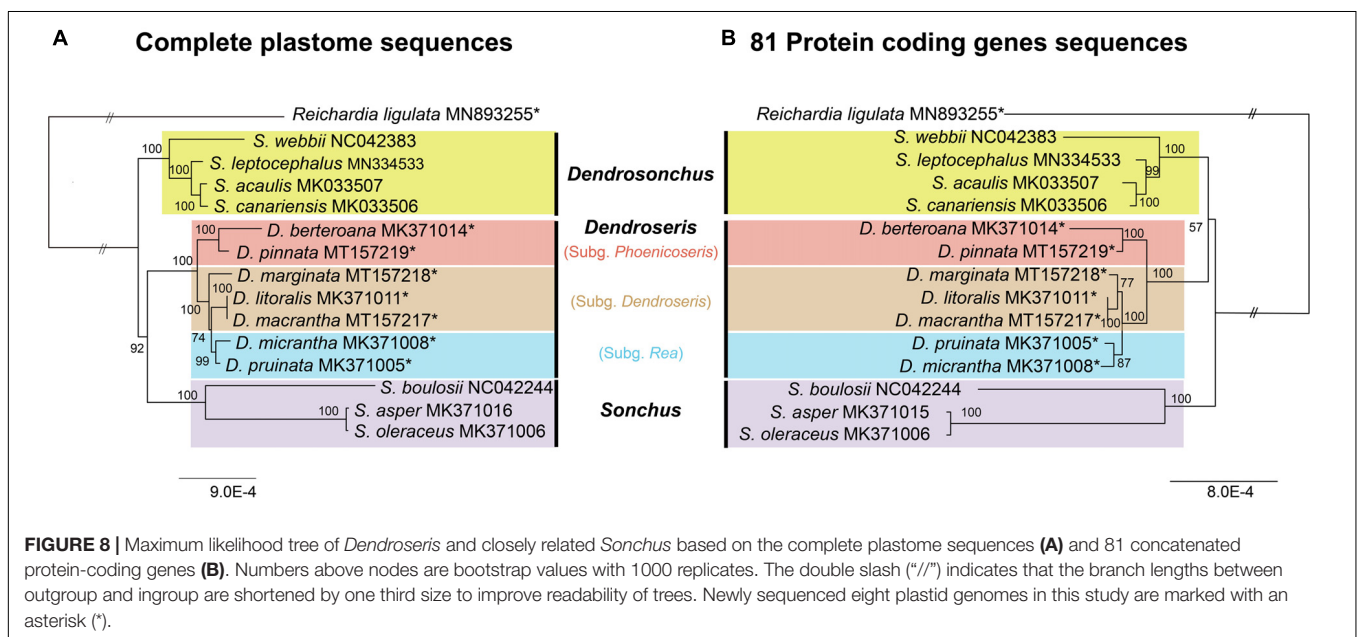 A Complete plastome sequences
B 81 Protein coding genes sequences
// Reichardia ligulata MN893255*
100 S. webbii NC042383
100 S. leptocephalus MN334533
S. acaulis MK033507
100 S. canariensis MK033506
100 D. berteroana MK371014*
D. pinnata MT157219*
100
D. marginata MT157218*
100 D. litoralis MK371011*
100 D. macrantha MT157217*
74 D. micrantha MK371008*
99 D. pruinata MK371005*
//
92
100 S. boulosii NC042244
100 S. asper MK371016
S. oleraceus MK371006
9.0E-4
Dendrosonchus
Dendroseris
(Subg. Phoenicoseris)
(Subg. Dendroseris)
(Subg. Rea)
Sonchus
Reichardia ligulata MN893255* //
S. webbii NC042383 100
S. leptocephalus MN334533 99
S. acaulis MK033507
S. canariensis MK033506 100
57
D. berteroana MK371014* 100
D. pinnata MT157219*
100
D. marginata MT157218* 77
D. litoralis MK371011*
D. macrantha MT157217* 100 100
D. pruinata MK371005*
D. micrantha MK371008* 87
//
S. boulosii NC042244 100
S. asper MK371015 100
S. oleraceus MK371006
8.0E-4
FIGURE 8 | Maximum likelihood tree of Dendroseris and closely related Sonchus based on the complete plastome sequences (A) and 81 concatenated
protein-coding genes (B). Numbers above nodes are bootstrap values with 1000 replicates. The double slash (“//”) indicates that the branch lengths between
outgroup and ingroup are shortened by one third size to improve readability of trees. Newly sequenced eight plastid genomes in this study are marked with an
asterisk (*).